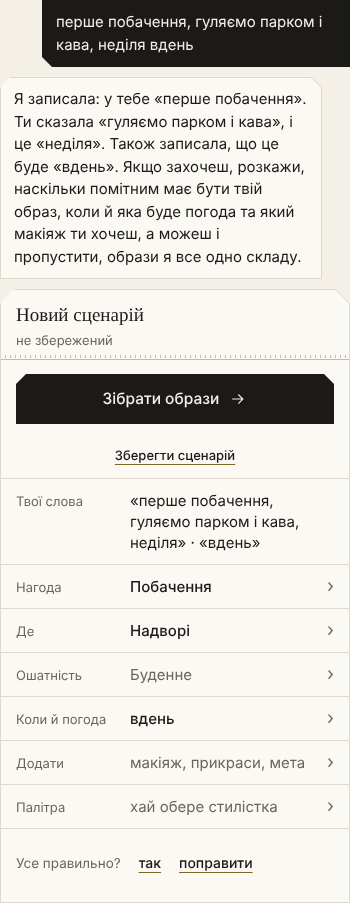 перше побачення, гуляємо парком і
кава, неділя вдень
Я записала: у тебе «перше побачення».
Ти сказала «гуляємо парком і кава», і
це «неділя». Також записала, що це
буде «вдень». Якщо захочеш, розкажи,
наскільки помітним має бути твій
образ, коли й яка буде погода та який
макіяж ти хочеш, а можеш і
пропустити, образи я все одно складу.
Новий сценарій
не збережений
Зібрати образи →
Зберегти сценарій
Твої слова
«перше побачення,
гуляємо парком і кава,
неділя» · «вдень»
Нагода Побачення
Де Надворі
Ошатність Буденне
Коли й погода вдень
Додати макіяж, прикраси, мета
Палітра хай обере стилістка
Усе правильно? так поправити